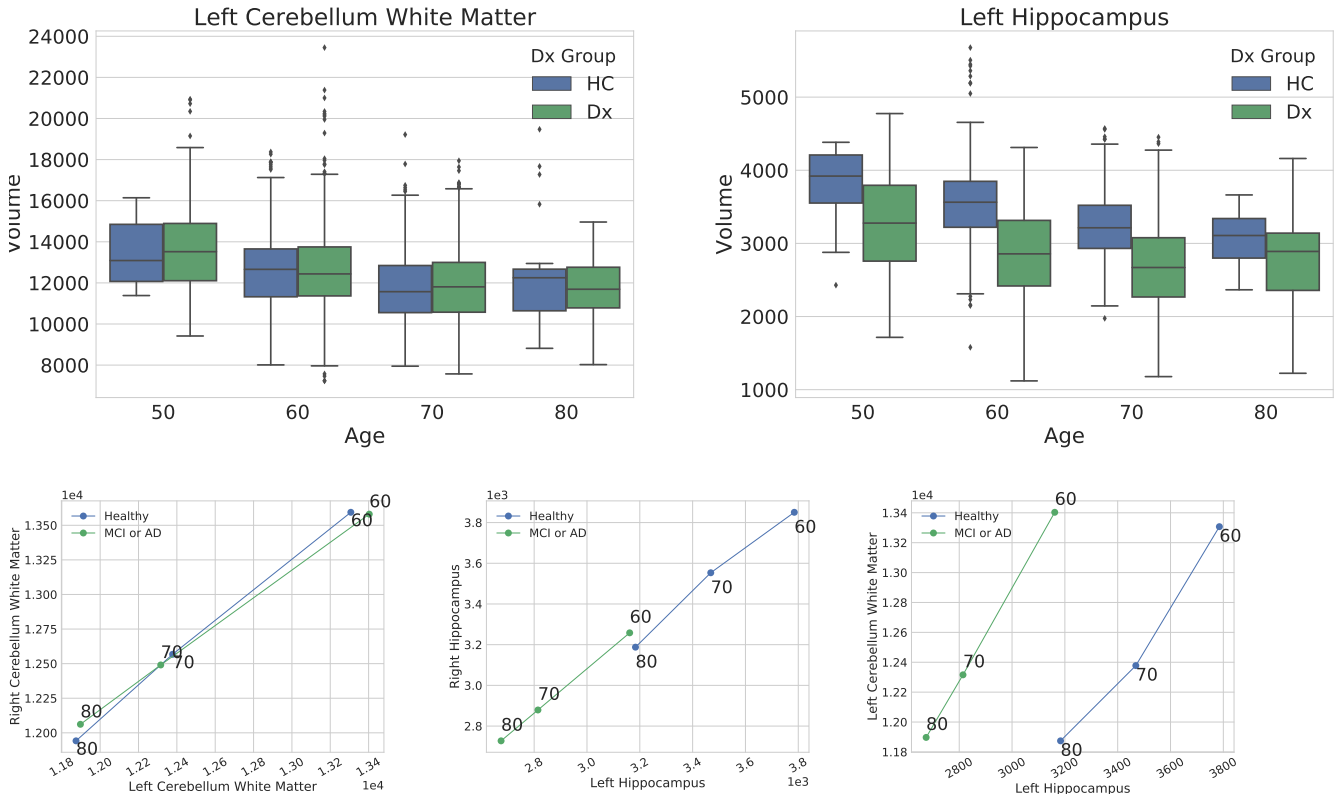 Left Cerebellum White Matter
24000
22000
20000
18000
16000
14000
12000
10000
8000
Volume
50
60
70
80
Age
Dx Group
HC
Dx
Left Hippocampus
5000
4000
3000
2000
1000
Volume
50
60
70
80
Age
Dx Group
HC
Dx
1e4
Healthy
MCI or AD
1.350
1.325
1.300
1.275
1.250
1.225
1.200
Right Cerebellum White Matter
60
60
70
70
80
80
1.18
1.20
1.22
1.24
1.26
1.28
1.30
1.32
1.34
Left Cerebellum White Matter
1e4
1e3
Healthy
MCI or AD
3.8
3.6
3.4
3.2
3.0
2.8
Right Hippocampus
60
70
60
80
70
80
2.8
3.0
3.2
3.4
3.6
3.8
Left Hippocampus
1e3
1e4
Healthy
MCI or AD
1.34
1.32
1.30
1.28
1.26
1.24
1.22
1.20
1.18
Left Cerebellum White Matter
60
60
70
70
80
80
2800
3000
3200
3400
3600
3800
Left Hippocampus